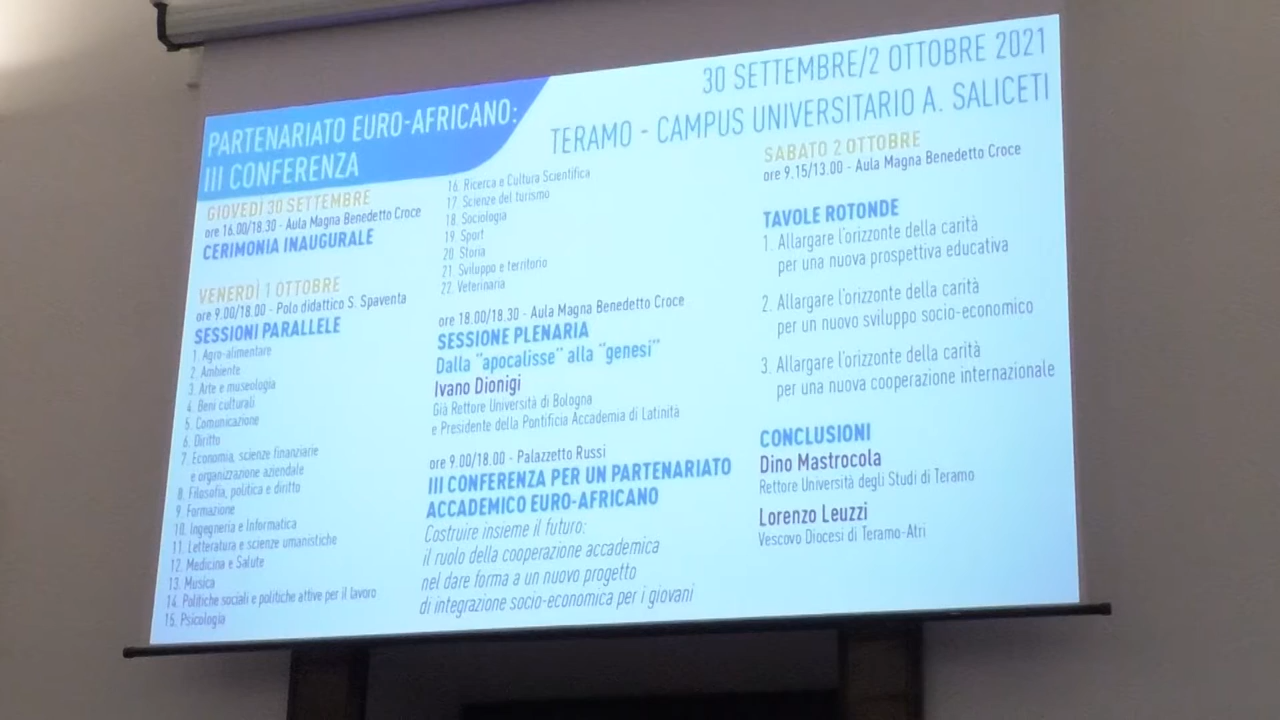 PARTENARIATO EURO-AFRICANO:
III CONFERENZA
30 SETTEMBRE/2 OTTOBRE 2021
TERAMO - CAMPUS UNIVERSITARIO A. SALICETI
GIOVEDÌ 30 SETTEMBRE
ore 16.00/18.30 - Aula Magna Benedetto Croce
CERIMONIA INAUGURALE
VENERDÌ 1 OTTOBRE
ore 9.00/18.00 - Polo didattico S. Spaventa
SESSIONI PARALLELE
1. Agro-alimentare
2. Ambiente
3. Arte e museologia
4. Beni culturali
5. Comunicazione
6. Diritto
7. Economia, scienze finanziarie
e organizzazione aziendale
8. Filosofia, politica e diritto
9. Formazione
10. Ingegneria e Informatica
11. Letteratura e scienze umanistiche
12. Medicina e Salute
13. Musica
14. Politiche sociali e politiche attive per il lavoro
15. Psicologia
16. Ricerca e Cultura Scientifica
17. Scienze del turismo
18. Sociologia
19. Sport
20. Storia
21. Sviluppo e territorio
22. Veterinaria
ore 18.00/18.30 - Aula Magna Benedetto Croce
SESSIONE PLENARIA
Dalla "apocalisse" alla "genesi"
Ivano Dionigi
Già Rettore Università di Bologna
e Presidente della Pontificia Accademia di Latinità
ore 9.00/18.00 - Palazzetto Russi
III CONFERENZA PER UN PARTENARIATO
ACCADEMICO EURO-AFRICANO
Costruire insieme il futuro:
il ruolo della cooperazione accademica
nel dare forma a un nuovo progetto
di integrazione socio-economica per i giovani
SABATO 2 OTTOBRE
ore 9.15/13.00 - Aula Magna Benedetto Croce
TAVOLE ROTONDE
1. Allargare l'orizzonte della carità
per una nuova prospettiva educativa
2. Allargare l'orizzonte della carità
per un nuovo sviluppo socio-economico
3. Allargare l'orizzonte della carità
per una nuova cooperazione internazionale
CONCLUSIONI
Dino Mastrocola
Rettore Università degli Studi di Teramo
Lorenzo Leuzzi
Vescovo Diocesi di Teramo-Atri